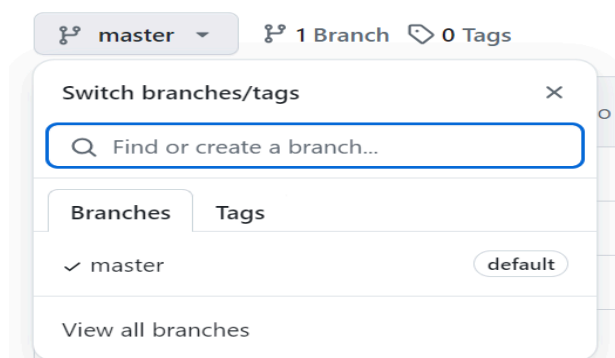 master 1 Branch 0 Tags
Switch branches/tags
Find or create a branch...
Branches Tags
master default
View all branches